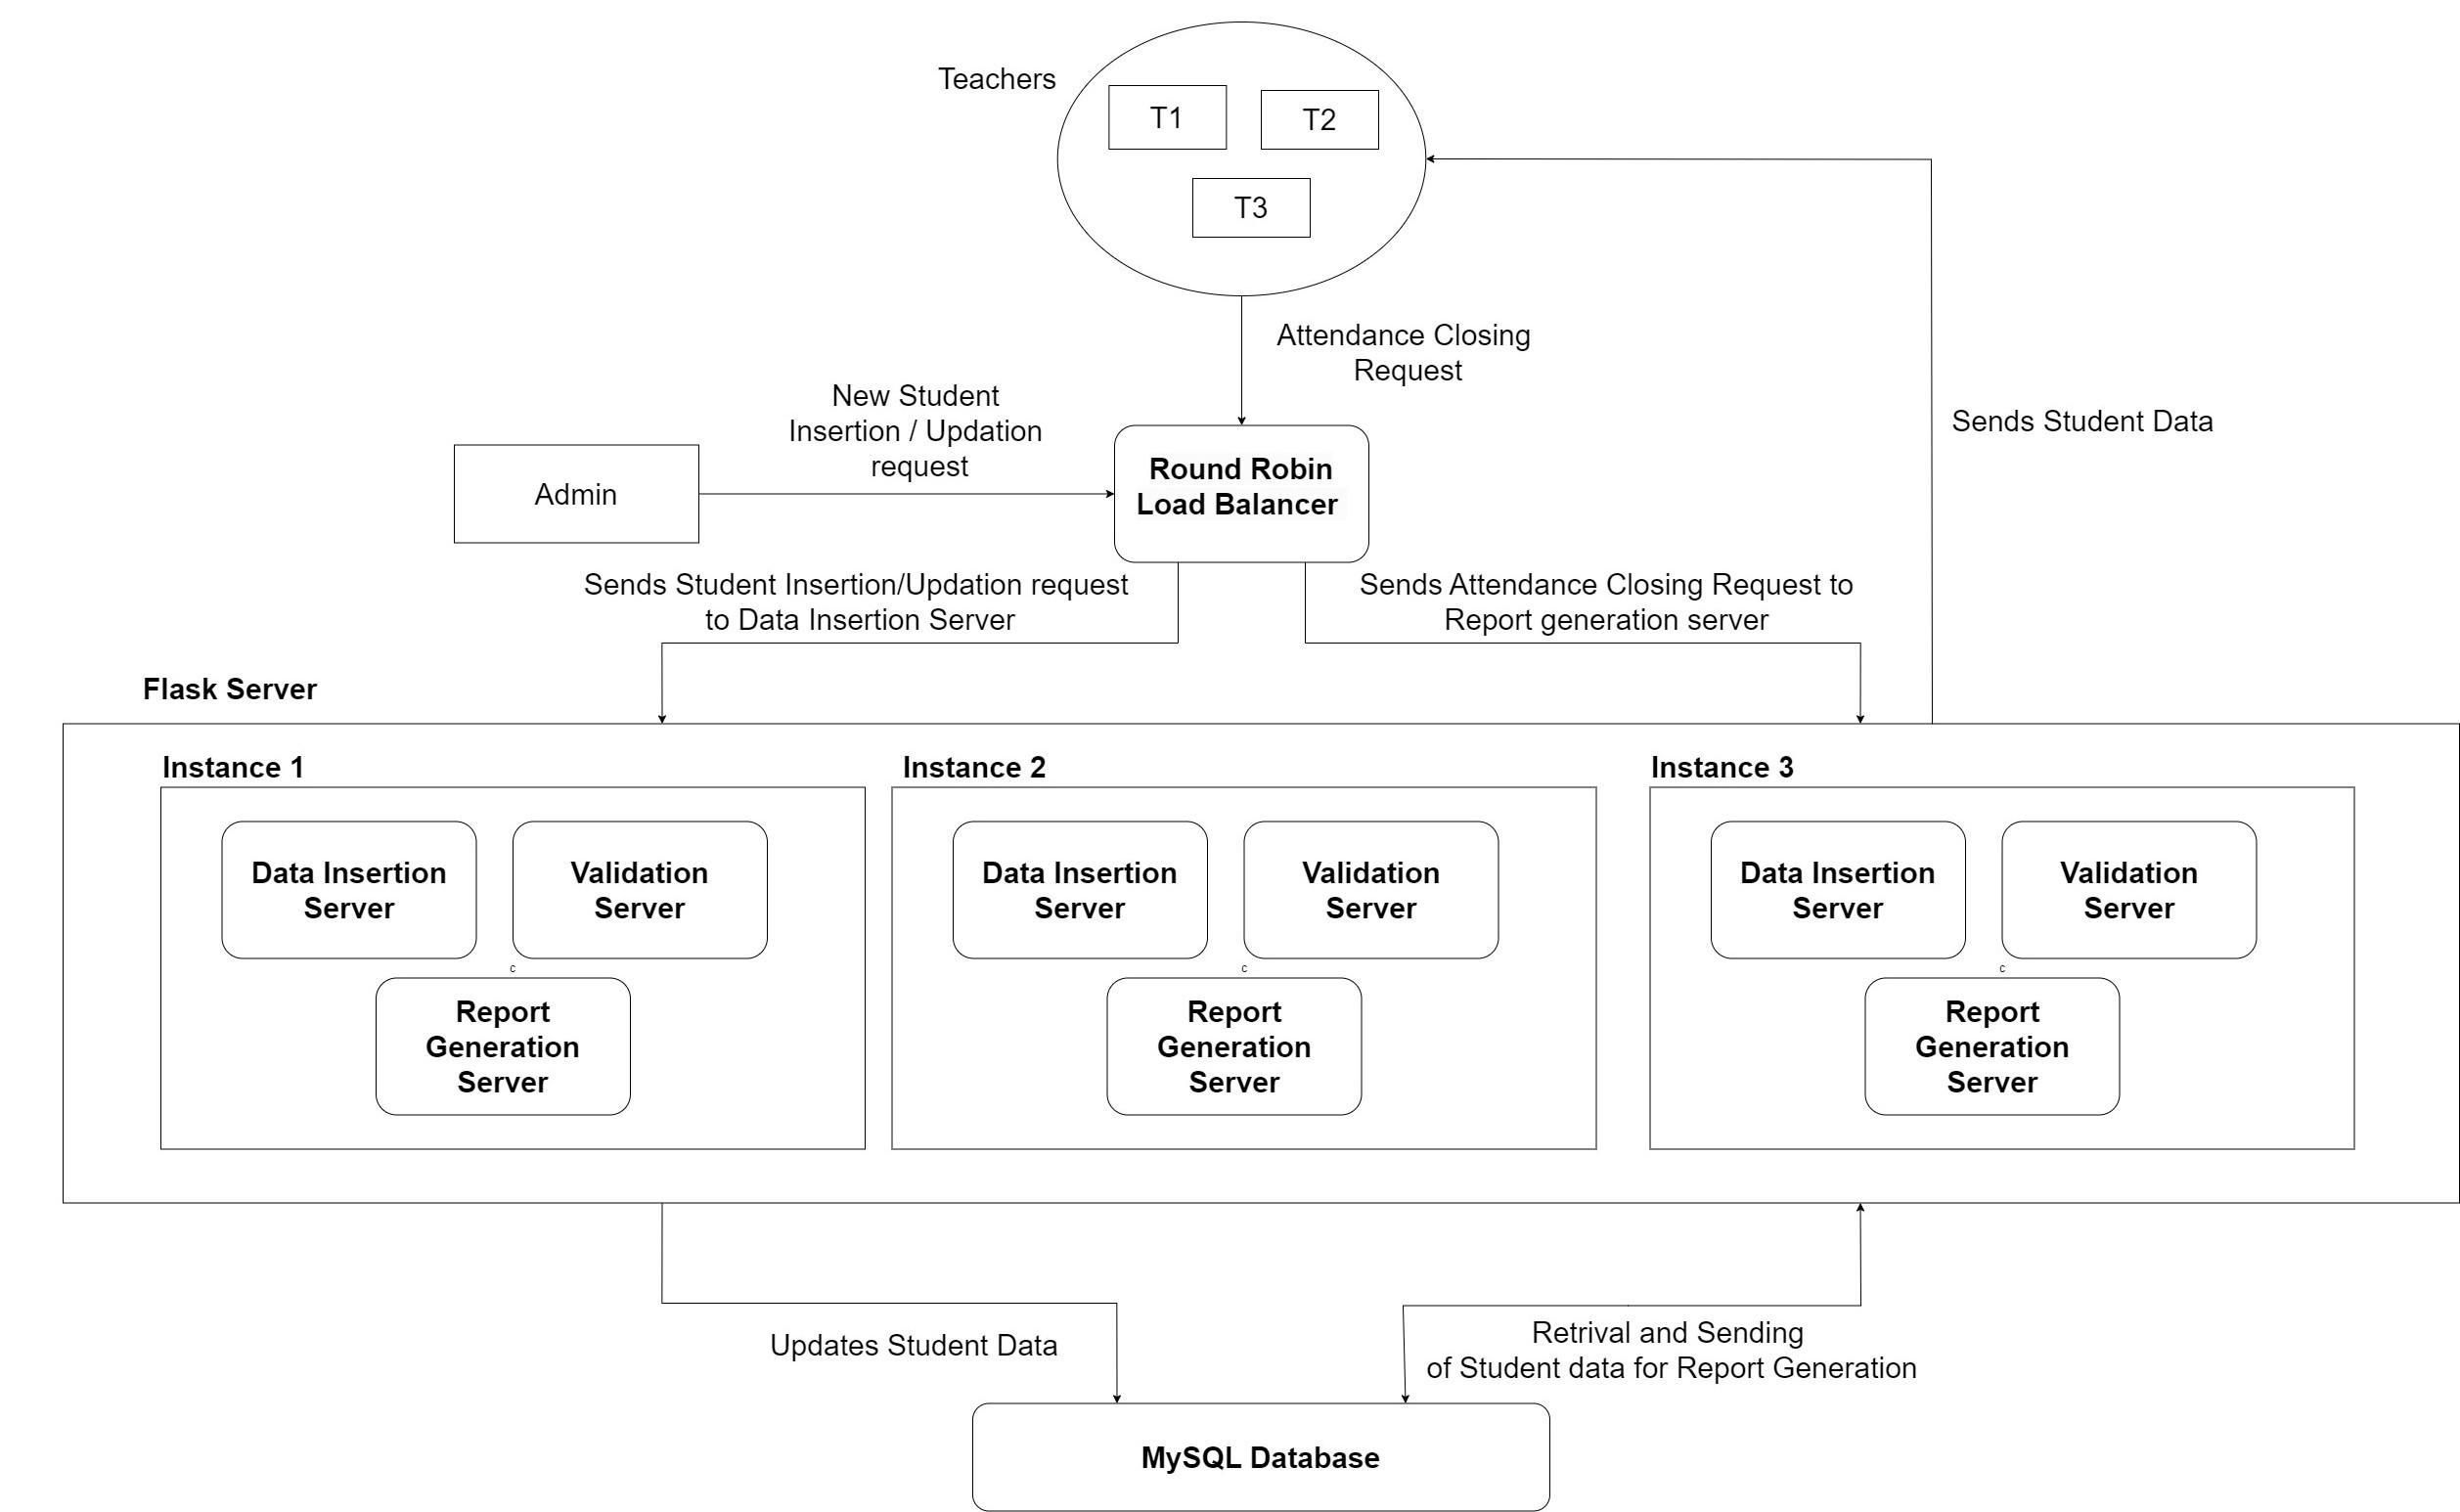 Teachers
T1
T2
T3
Attendance Closing
Request
New Student
Insertion / Updation
request
Sends Student Data
Admin
Round Robin
Load Balancer
Sends Student Insertion/Updation request
to Data Insertion Server
Sends Attendance Closing Request to
Report generation server
Flask Server
Instance 1
Data Insertion
Server
Validation
Server
c
Report
Generation
Server
Instance 2
Data Insertion
Server
Validation
Server
c
Report
Generation
Server
Instance 3
Data Insertion
Server
Validation
Server
c
Report
Generation
Server
Updates Student Data
Retrival and Sending
of Student data for Report Generation
MySQL Database